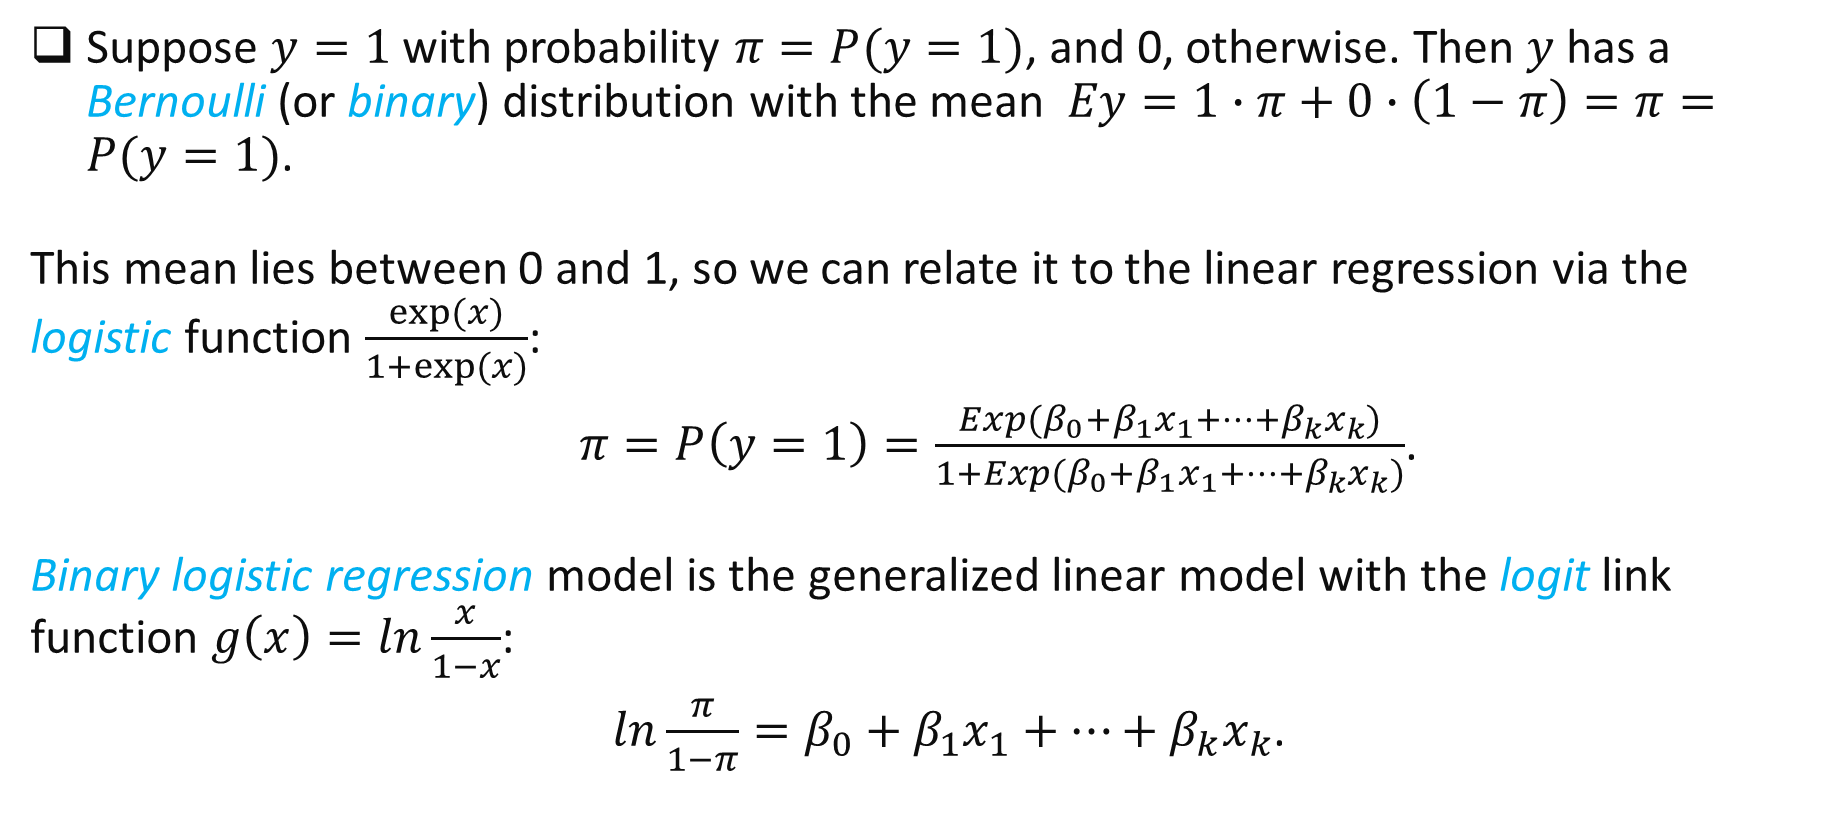 ❑ Suppose 𝑦 = 1 with probability 𝜋 = 𝑃(𝑦 = 1), and 0, otherwise. Then 𝑦 has a
Bernoulli (or binary) distribution with the mean 𝐸𝑦 = 1 ∙ 𝜋 + 0 ∙ (1 − 𝜋) = 𝜋 =
𝑃(𝑦 = 1).
This mean lies between 0 and 1, so we can relate it to the linear regression via the
logistic function exp(𝑥)/1+exp(𝑥):
𝜋 = 𝑃(𝑦 = 1) = 𝐸𝑥𝑝(𝛽₀+𝛽₁𝑥₁+⋯+𝛽ₖ𝑥ₖ)/1+𝐸𝑥𝑝(𝛽₀+𝛽₁𝑥₁+⋯+𝛽ₖ𝑥ₖ).
Binary logistic regression model is the generalized linear model with the logit link
function 𝑔(𝑥) = 𝑙𝑛 𝑥/1−𝑥:
𝑙𝑛 𝜋/1−𝜋 = 𝛽₀ + 𝛽₁𝑥₁ + ⋯ + 𝛽ₖ𝑥ₖ.